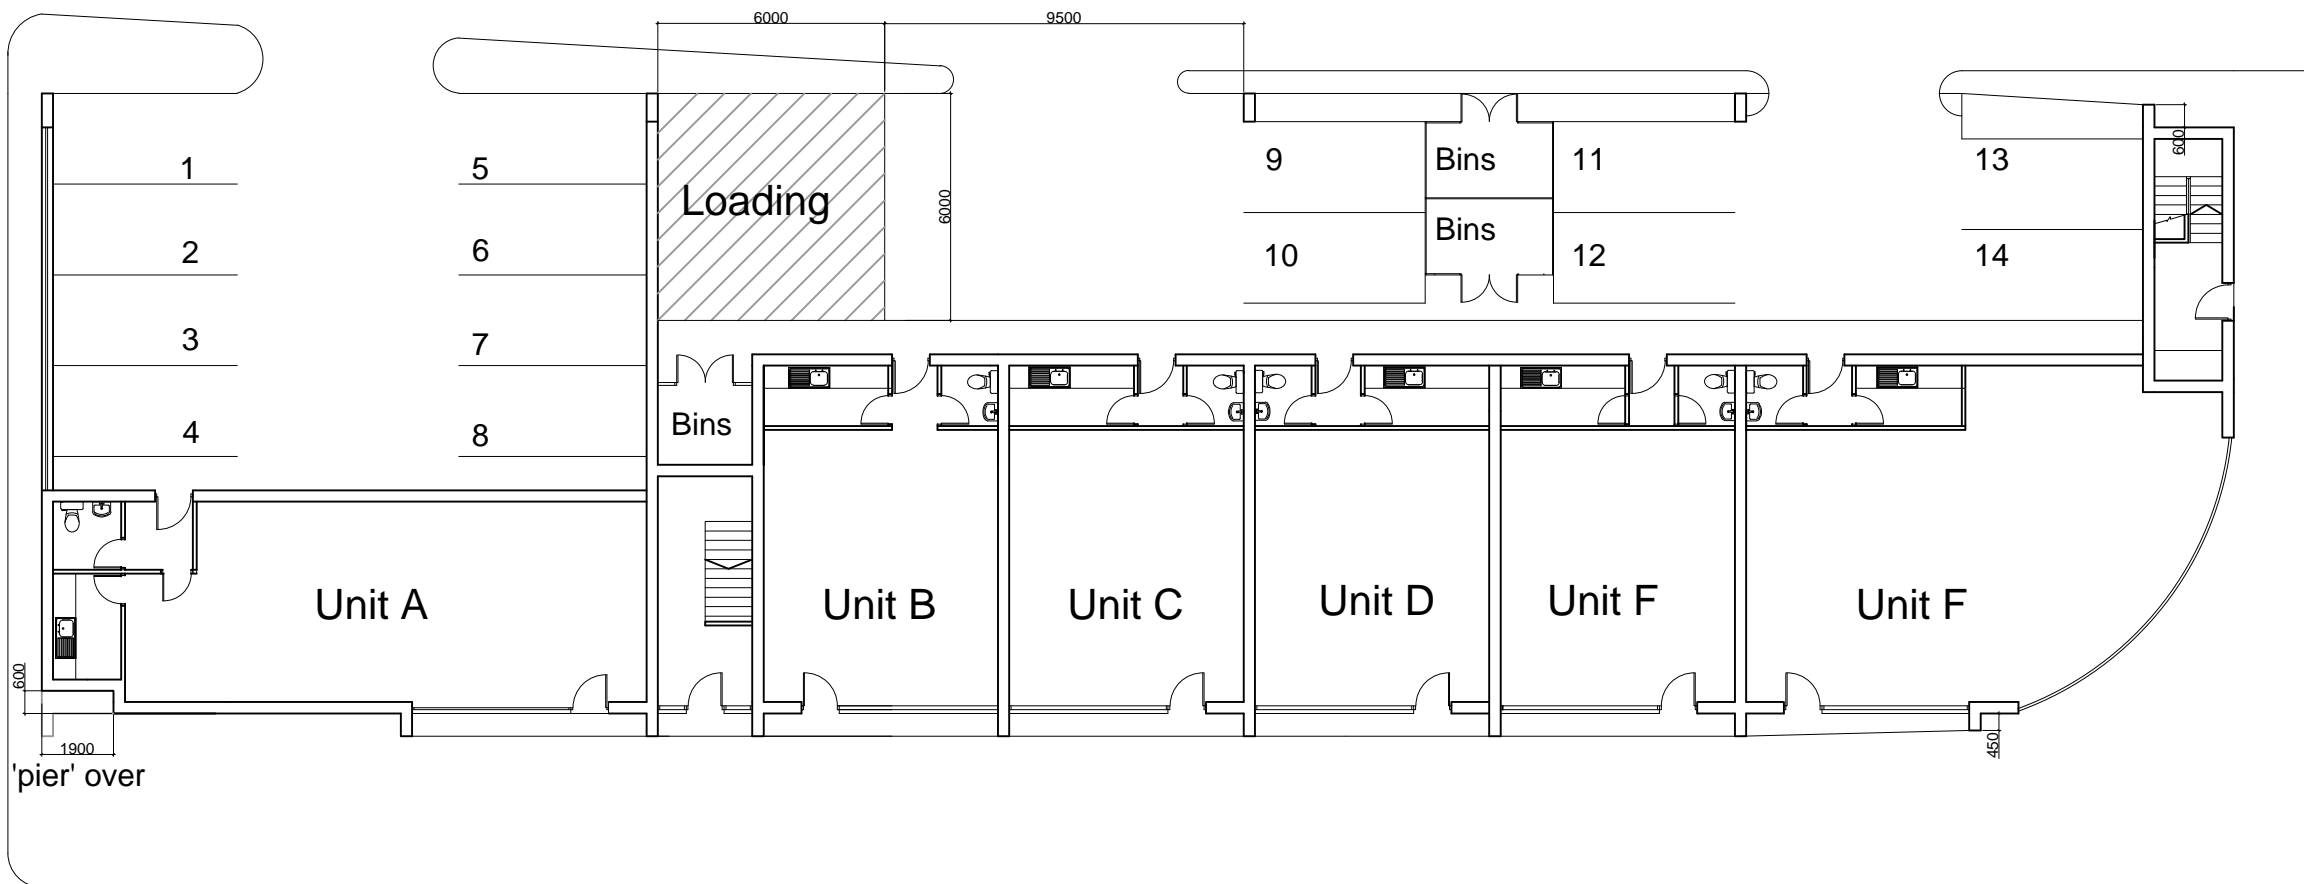 6000
9500
1
5
Loading
6000
9
Bins
11
13
600
2
6
10
Bins
12
14
3
7
4
8
Bins
Unit A
Unit B
Unit C
Unit D
Unit F
Unit F
600
1900
450
'pier' over